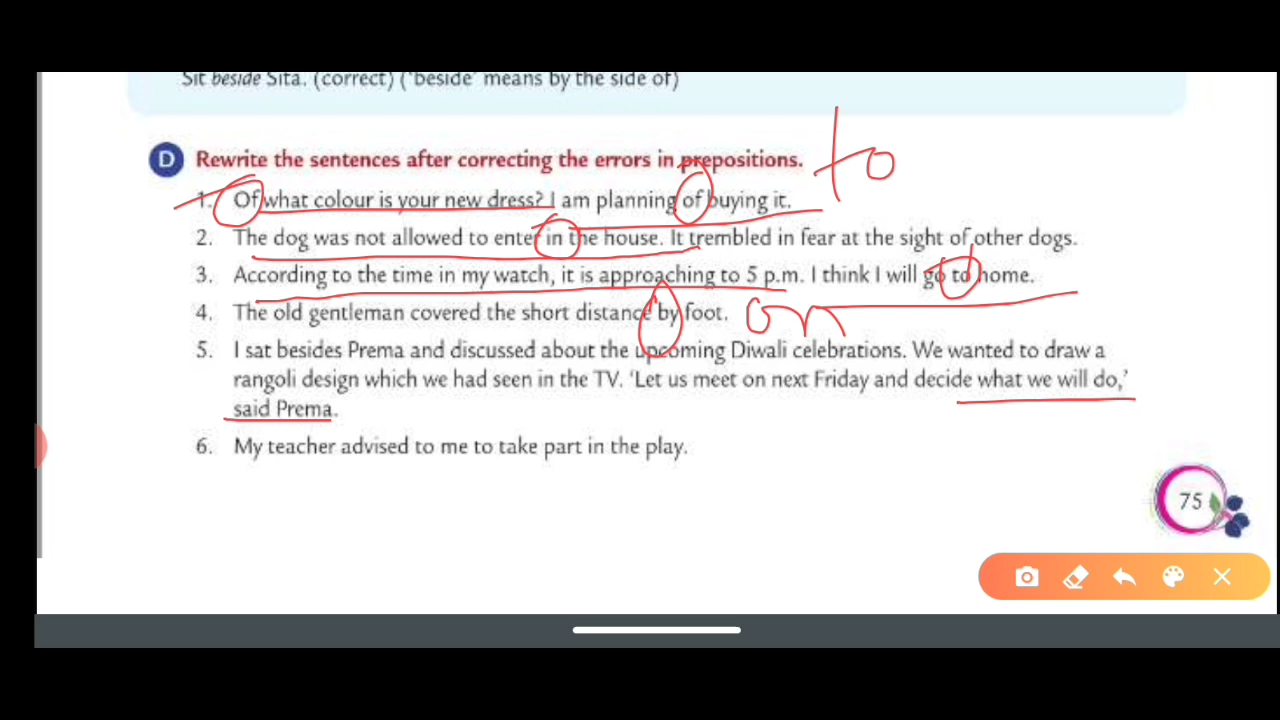 Sit beside Sita. (correct) ('beside' means by the side of)
to
D Rewrite the sentences after correcting the errors in prepositions.
1. Of what colour is your new dress? I am planning of buying it.
2. The dog was not allowed to enter in the house. It trembled in fear at the sight of other dogs.
3. According to the time in my watch, it is approaching to 5 p.m. I think I will go to home.
4. The old gentleman covered the short distance by foot. on
5. I sat besides Prema and discussed about the upcoming Diwali celebrations. We wanted to draw a
rangoli design which we had seen in the TV. 'Let us meet on next Friday and decide what we will do,'
said Prema.
6. My teacher advised to me to take part in the play.
75